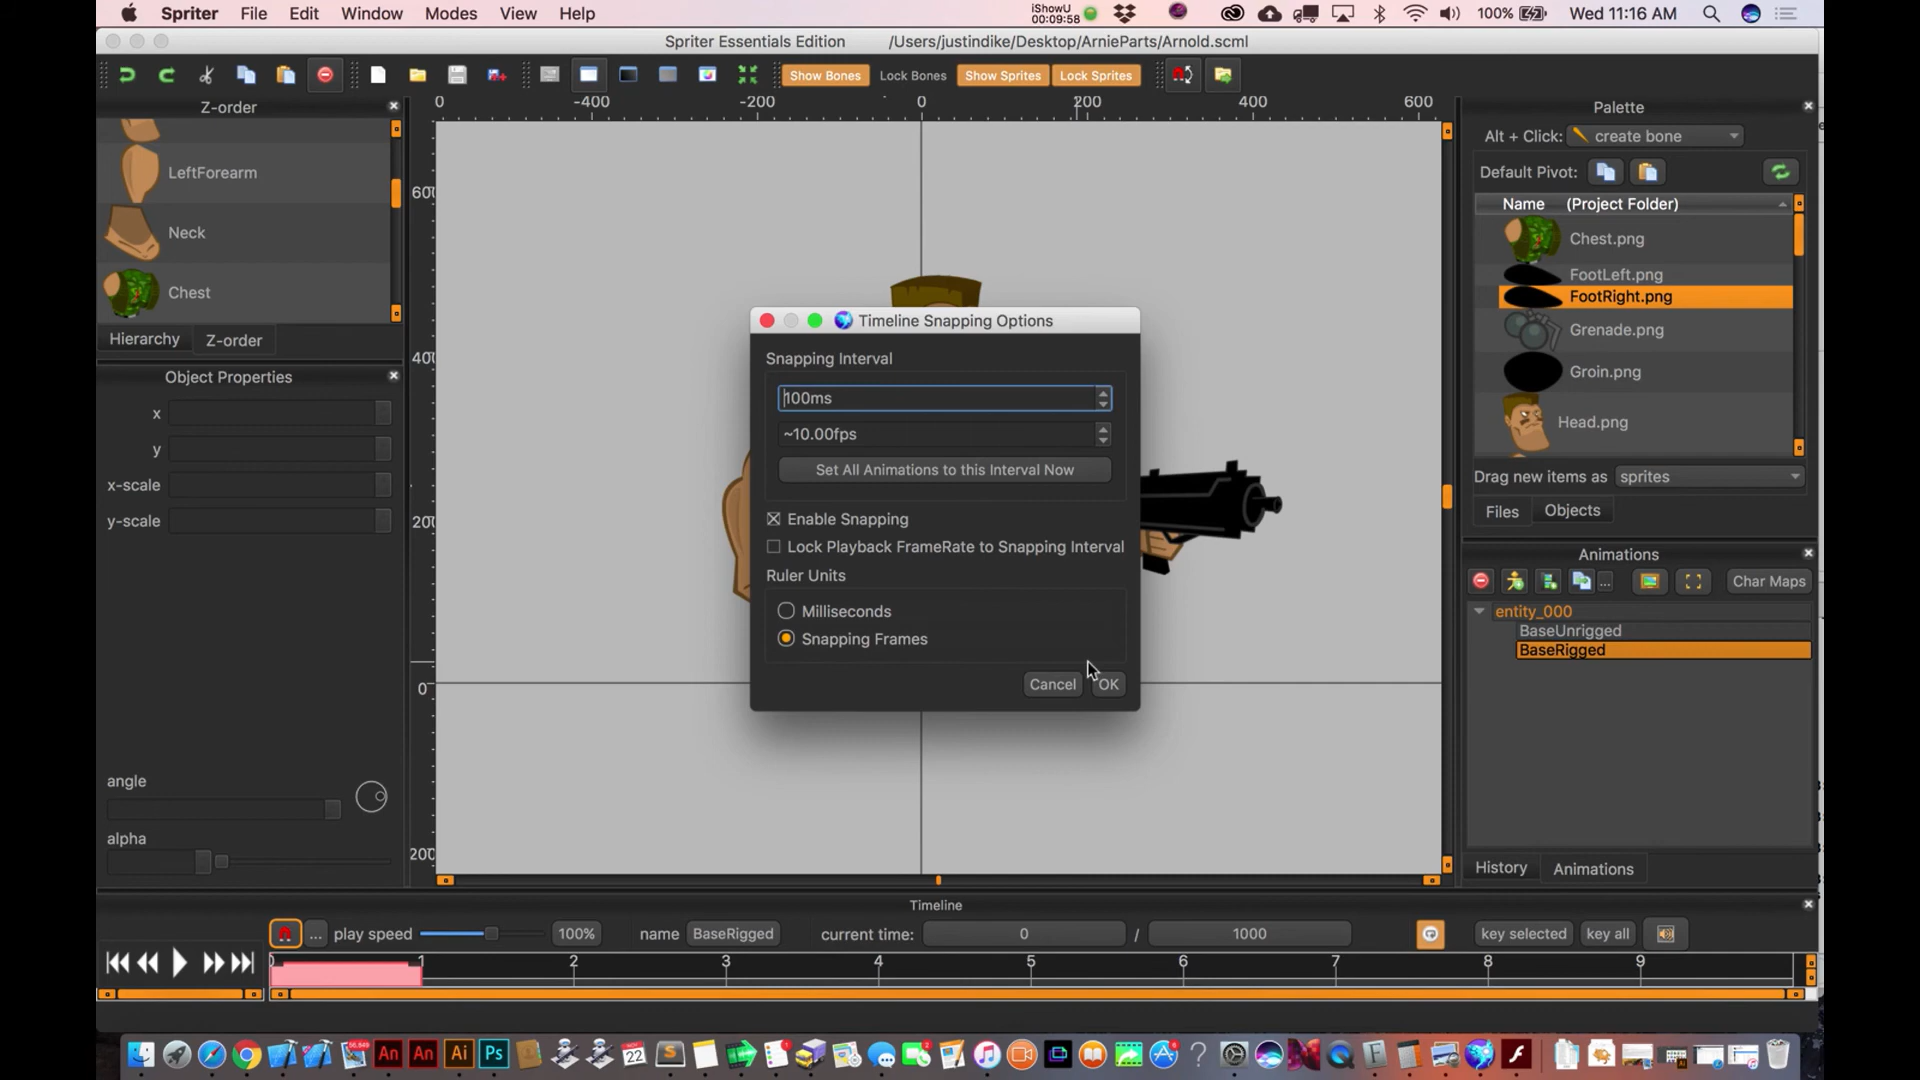 Spriter File Edit Window Modes View Help iShowU 00:09:58 100% Wed 11:16 AM
Spriter Essentials Edition /Users/justindike/Desktop/ArnieParts/Arnold.scml
Show Bones Lock Bones Show Sprites Lock Sprites
Z-order
LeftForearm
Neck
Chest
Hierarchy Z-order
Object Properties
x
y
x-scale
y-scale
angle
alpha
0 -400 -200 0 200 400 600
600
400
200
0
200
Timeline Snapping Options
Snapping Interval
100ms
~10.00fps
Set All Animations to this Interval Now
Enable Snapping
Lock Playback FrameRate to Snapping Interval
Ruler Units
Milliseconds
Snapping Frames
Cancel OK
Palette
Alt + Click: create bone
Default Pivot:
Name (Project Folder)
Chest.png
FootLeft.png
FootRight.png
Grenade.png
Groin.png
Head.png
Drag new items as sprites
Files Objects
Animations
... Char Maps
entity_000
BaseUnrigged
BaseRigged
History Animations
Timeline
... play speed 100% name BaseRigged current time: 0 / 1000 key selected key all
0 1 2 3 4 5 6 7 8 9
56,849 An An Ai Ps 22 S F